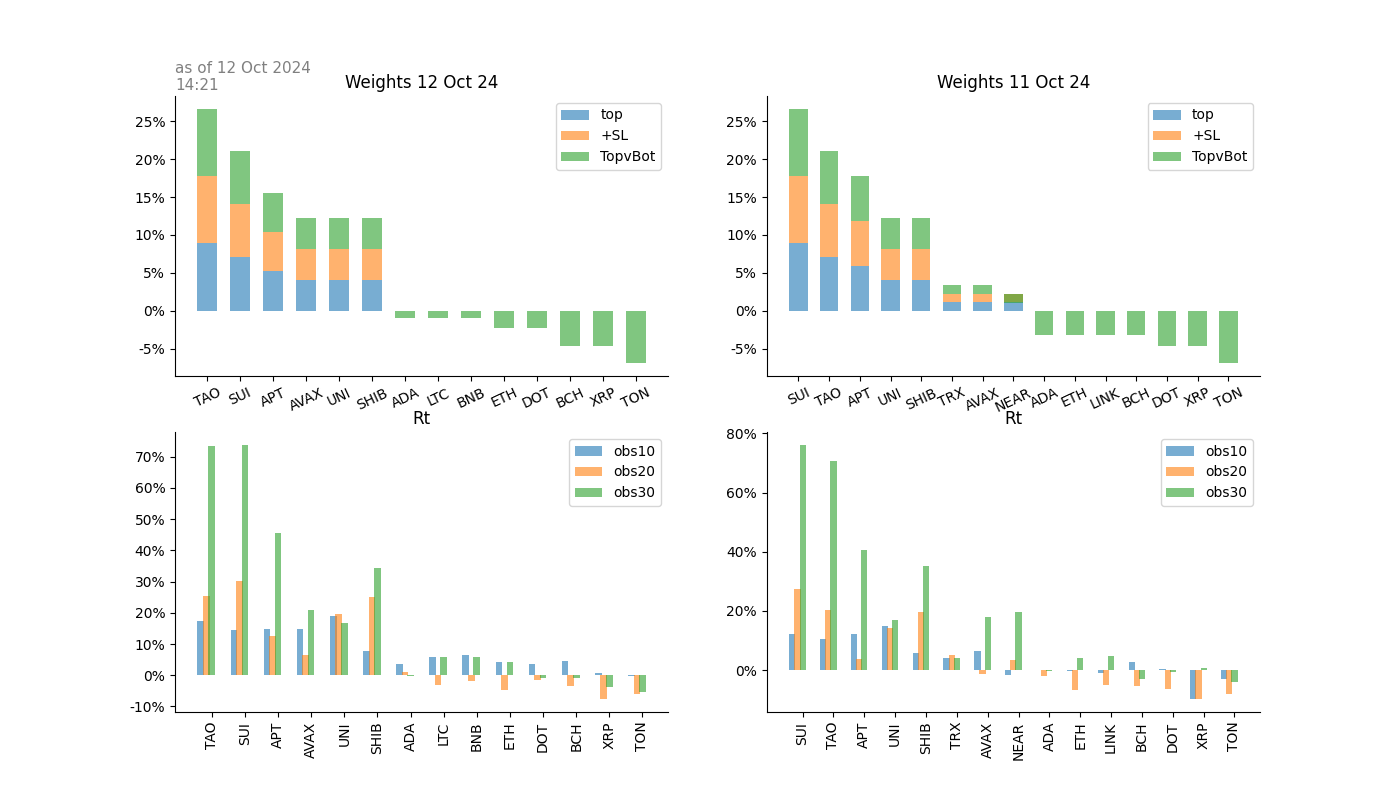 as of 12 Oct 2024
14:21
Weights 12 Oct 24
25%
20%
15%
10%
5%
0%
-5%
top
+SL
TopvBot
TAO SUI APT AVAX UNI SHIB ADA LTC BNB ETH DOT BCH XRP TON
Weights 11 Oct 24
25%
20%
15%
10%
5%
0%
-5%
top
+SL
TopvBot
SUI TAO APT UNI SHIB TRX AVAX NEAR ADA ETH LINK BCH DOT XRP TON
Rt
70%
60%
50%
40%
30%
20%
10%
0%
-10%
obs10
obs20
obs30
TAO SUI APT AVAX UNI SHIB ADA LTC BNB ETH DOT BCH XRP TON
Rt
80%
60%
40%
20%
0%
obs10
obs20
obs30
SUI TAO APT UNI SHIB TRX AVAX NEAR ADA ETH LINK BCH DOT XRP TON